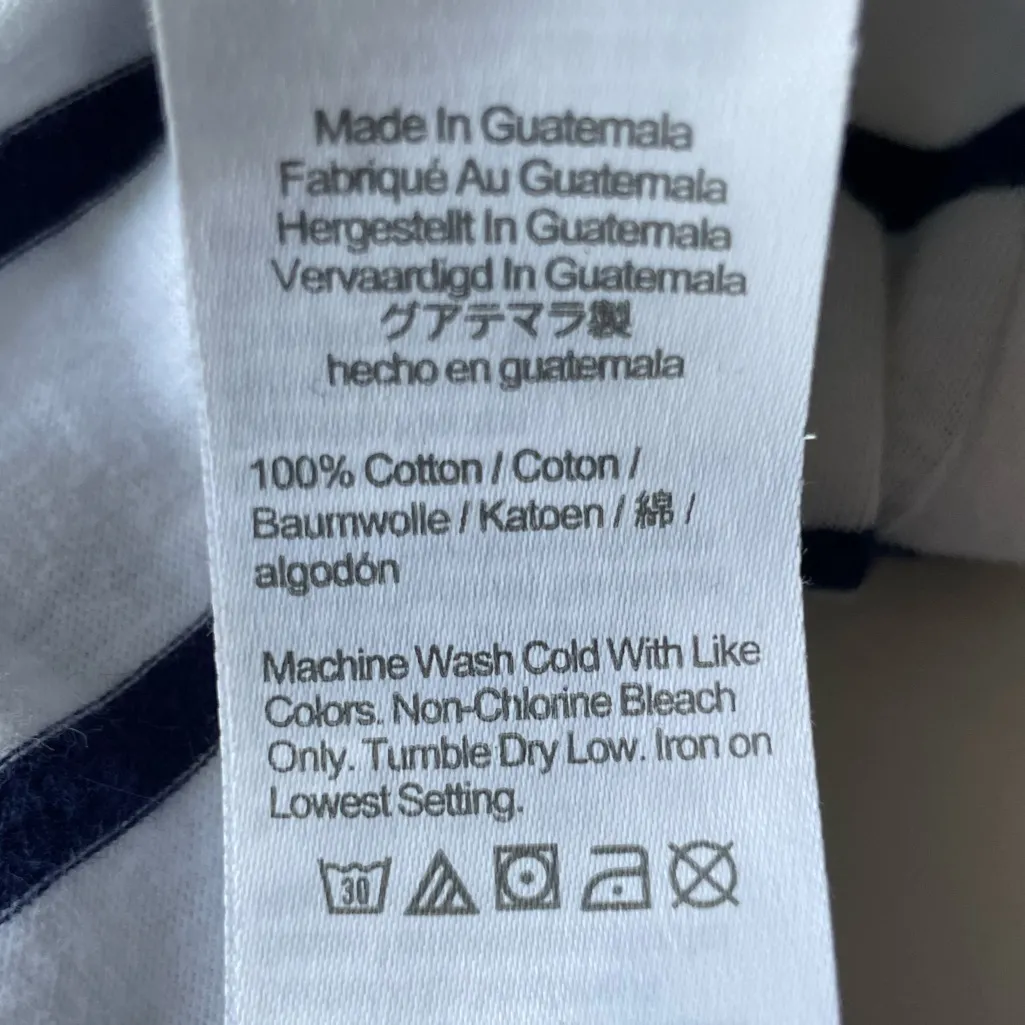 Made In Guatemala
Fabriqué Au Guatemala
Hergestellt In Guatemala
Vervaardigd In Guatemala
グアテマラ製
hecho en guatemala
100% Cotton / Coton /
Baumwolle / Katoen / 綿 /
algodón
Machine Wash Cold With Like
Colors. Non-Chlorine Bleach
Only. Tumble Dry Low. Iron on
Lowest Setting.
30